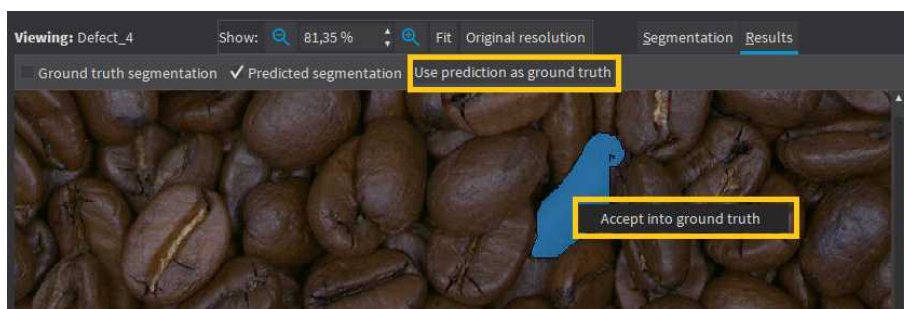 Viewing: Defect_4 Show: 81,35 % Fit Original resolution Segmentation Results
Ground truth segmentation Predicted segmentation Use prediction as ground truth
Accept into ground truth